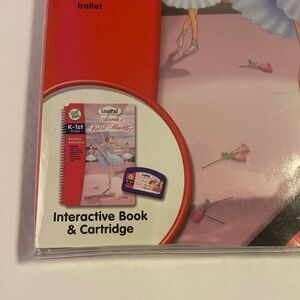 ballet
LeapPad
Anna's
First Ballet
K-1st
Interactive Book
& Cartridge